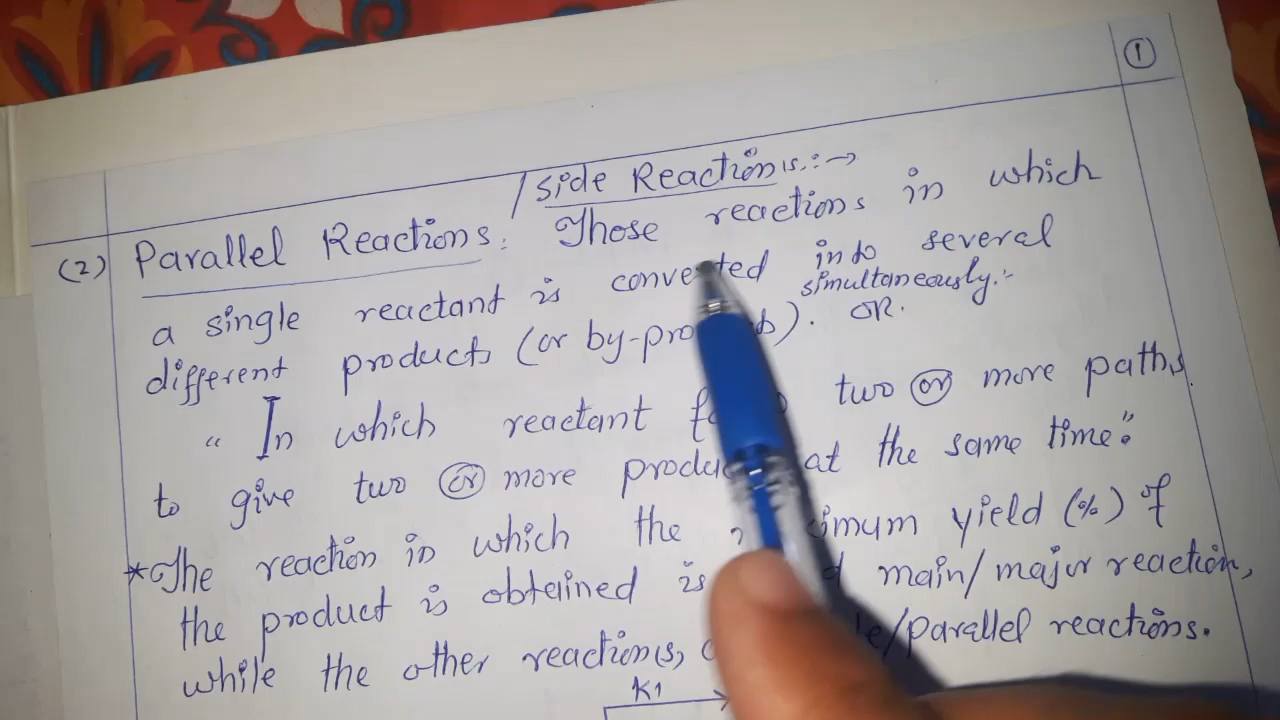 ①
/Side Reaction(s):→
(2) Parallel Reactions: Those reactions in which
a single reactant is converted into several
simultaneously.:-
different products (or by-pro ). OR.
" In which reactant two or more paths
to give two or more produc at the same time."
*The reaction in which the imum yield (%) of
the product is obtained is main/major reaction,
while the other reaction(s), /parallel reactions.
K1